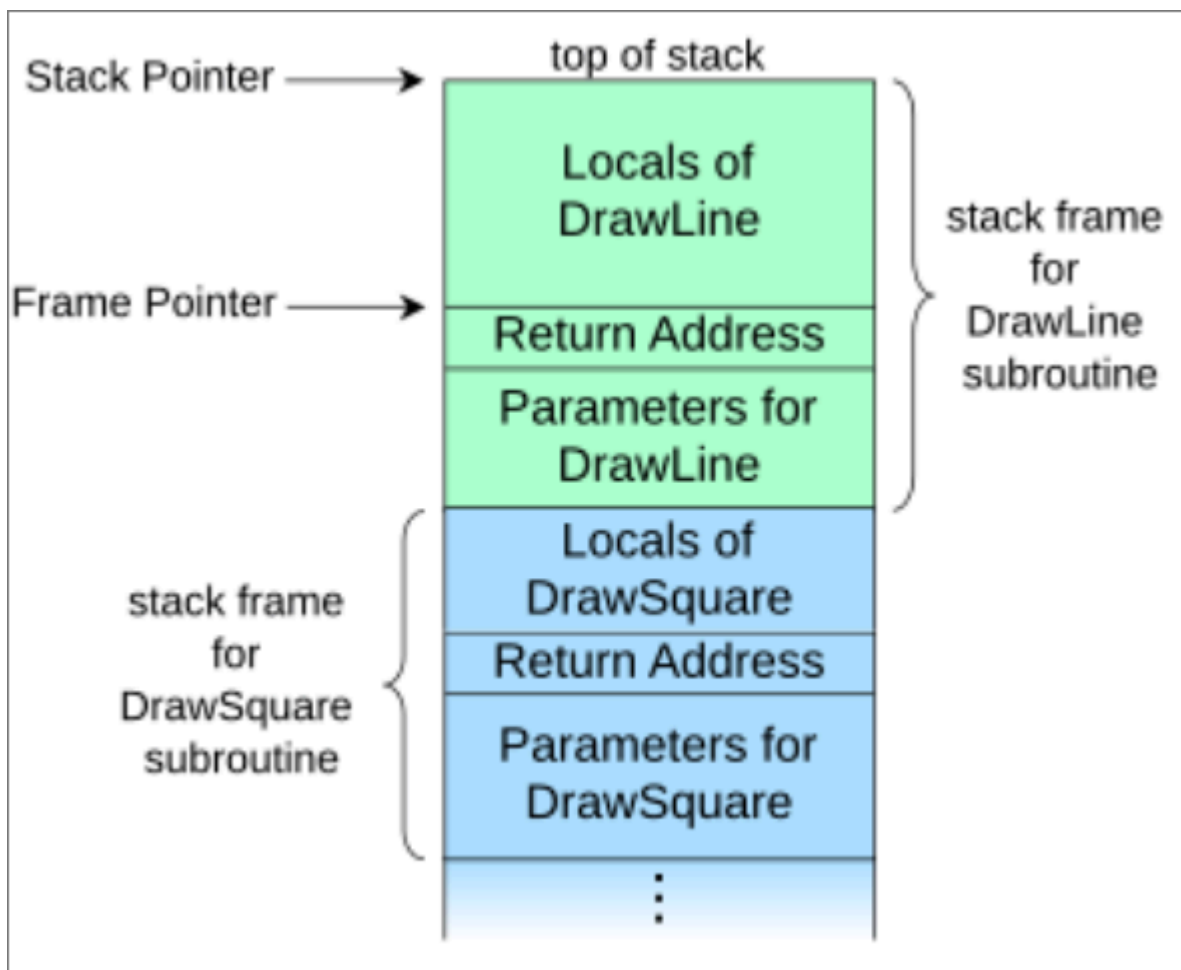 top of stack
Stack Pointer
Locals of
DrawLine
stack frame
for
DrawLine
subroutine
Frame Pointer
Return Address
Parameters for
DrawLine
Locals of
DrawSquare
stack frame
for
DrawSquare
subroutine
Return Address
Parameters for
DrawSquare